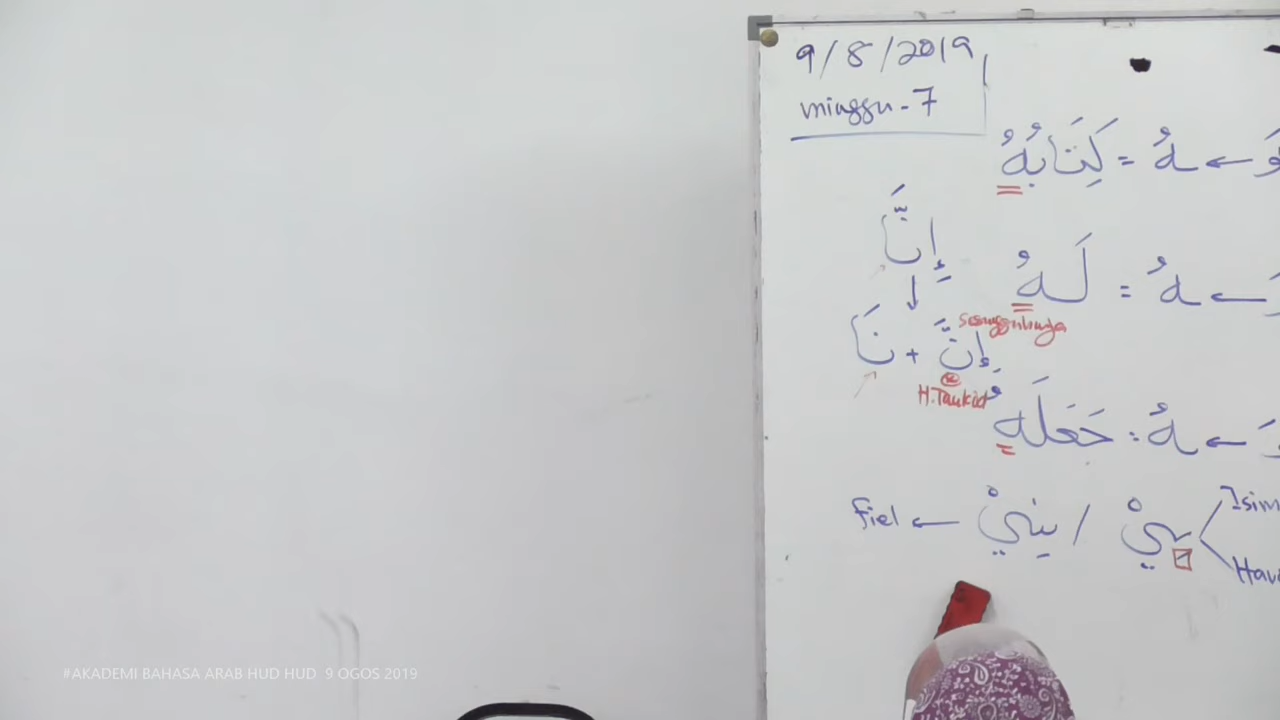 9/8/2019
minggu - 7
كِتَابُهُ = ـهُ ←
إِنَّا
↓
إِنَّ + نَا
لَـهُ = ـهُ ←
Sesungguhnya
H.Taukid
جَعَلَهُ : ـهُ ←
Fiel ← ـِنِيْ / ـِيْ
Isim
#AKADEMI BAHASA ARAB HUD HUD 9 OGOS 2019